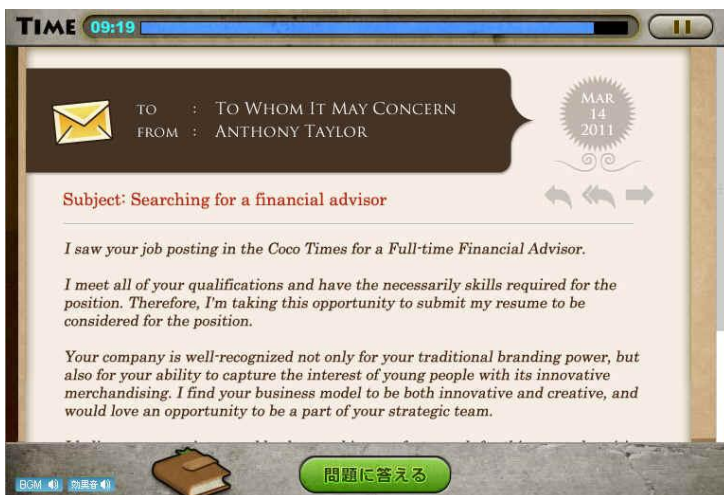 TIME 09:19
TO : TO WHOM IT MAY CONCERN
FROM : ANTHONY TAYLOR
MAR
14
2011
Subject: Searching for a financial advisor
I saw your job posting in the Coco Times for a Full-time Financial Advisor.
I meet all of your qualifications and have the necessarily skills required for the
position. Therefore, I'm taking this opportunity to submit my resume to be
considered for the position.
Your company is well-recognized not only for your traditional branding power, but
also for your ability to capture the interest of young people with its innovative
merchandising. I find your business model to be both innovative and creative, and
would love an opportunity to be a part of your strategic team.
BGM 効果音
問題に答える